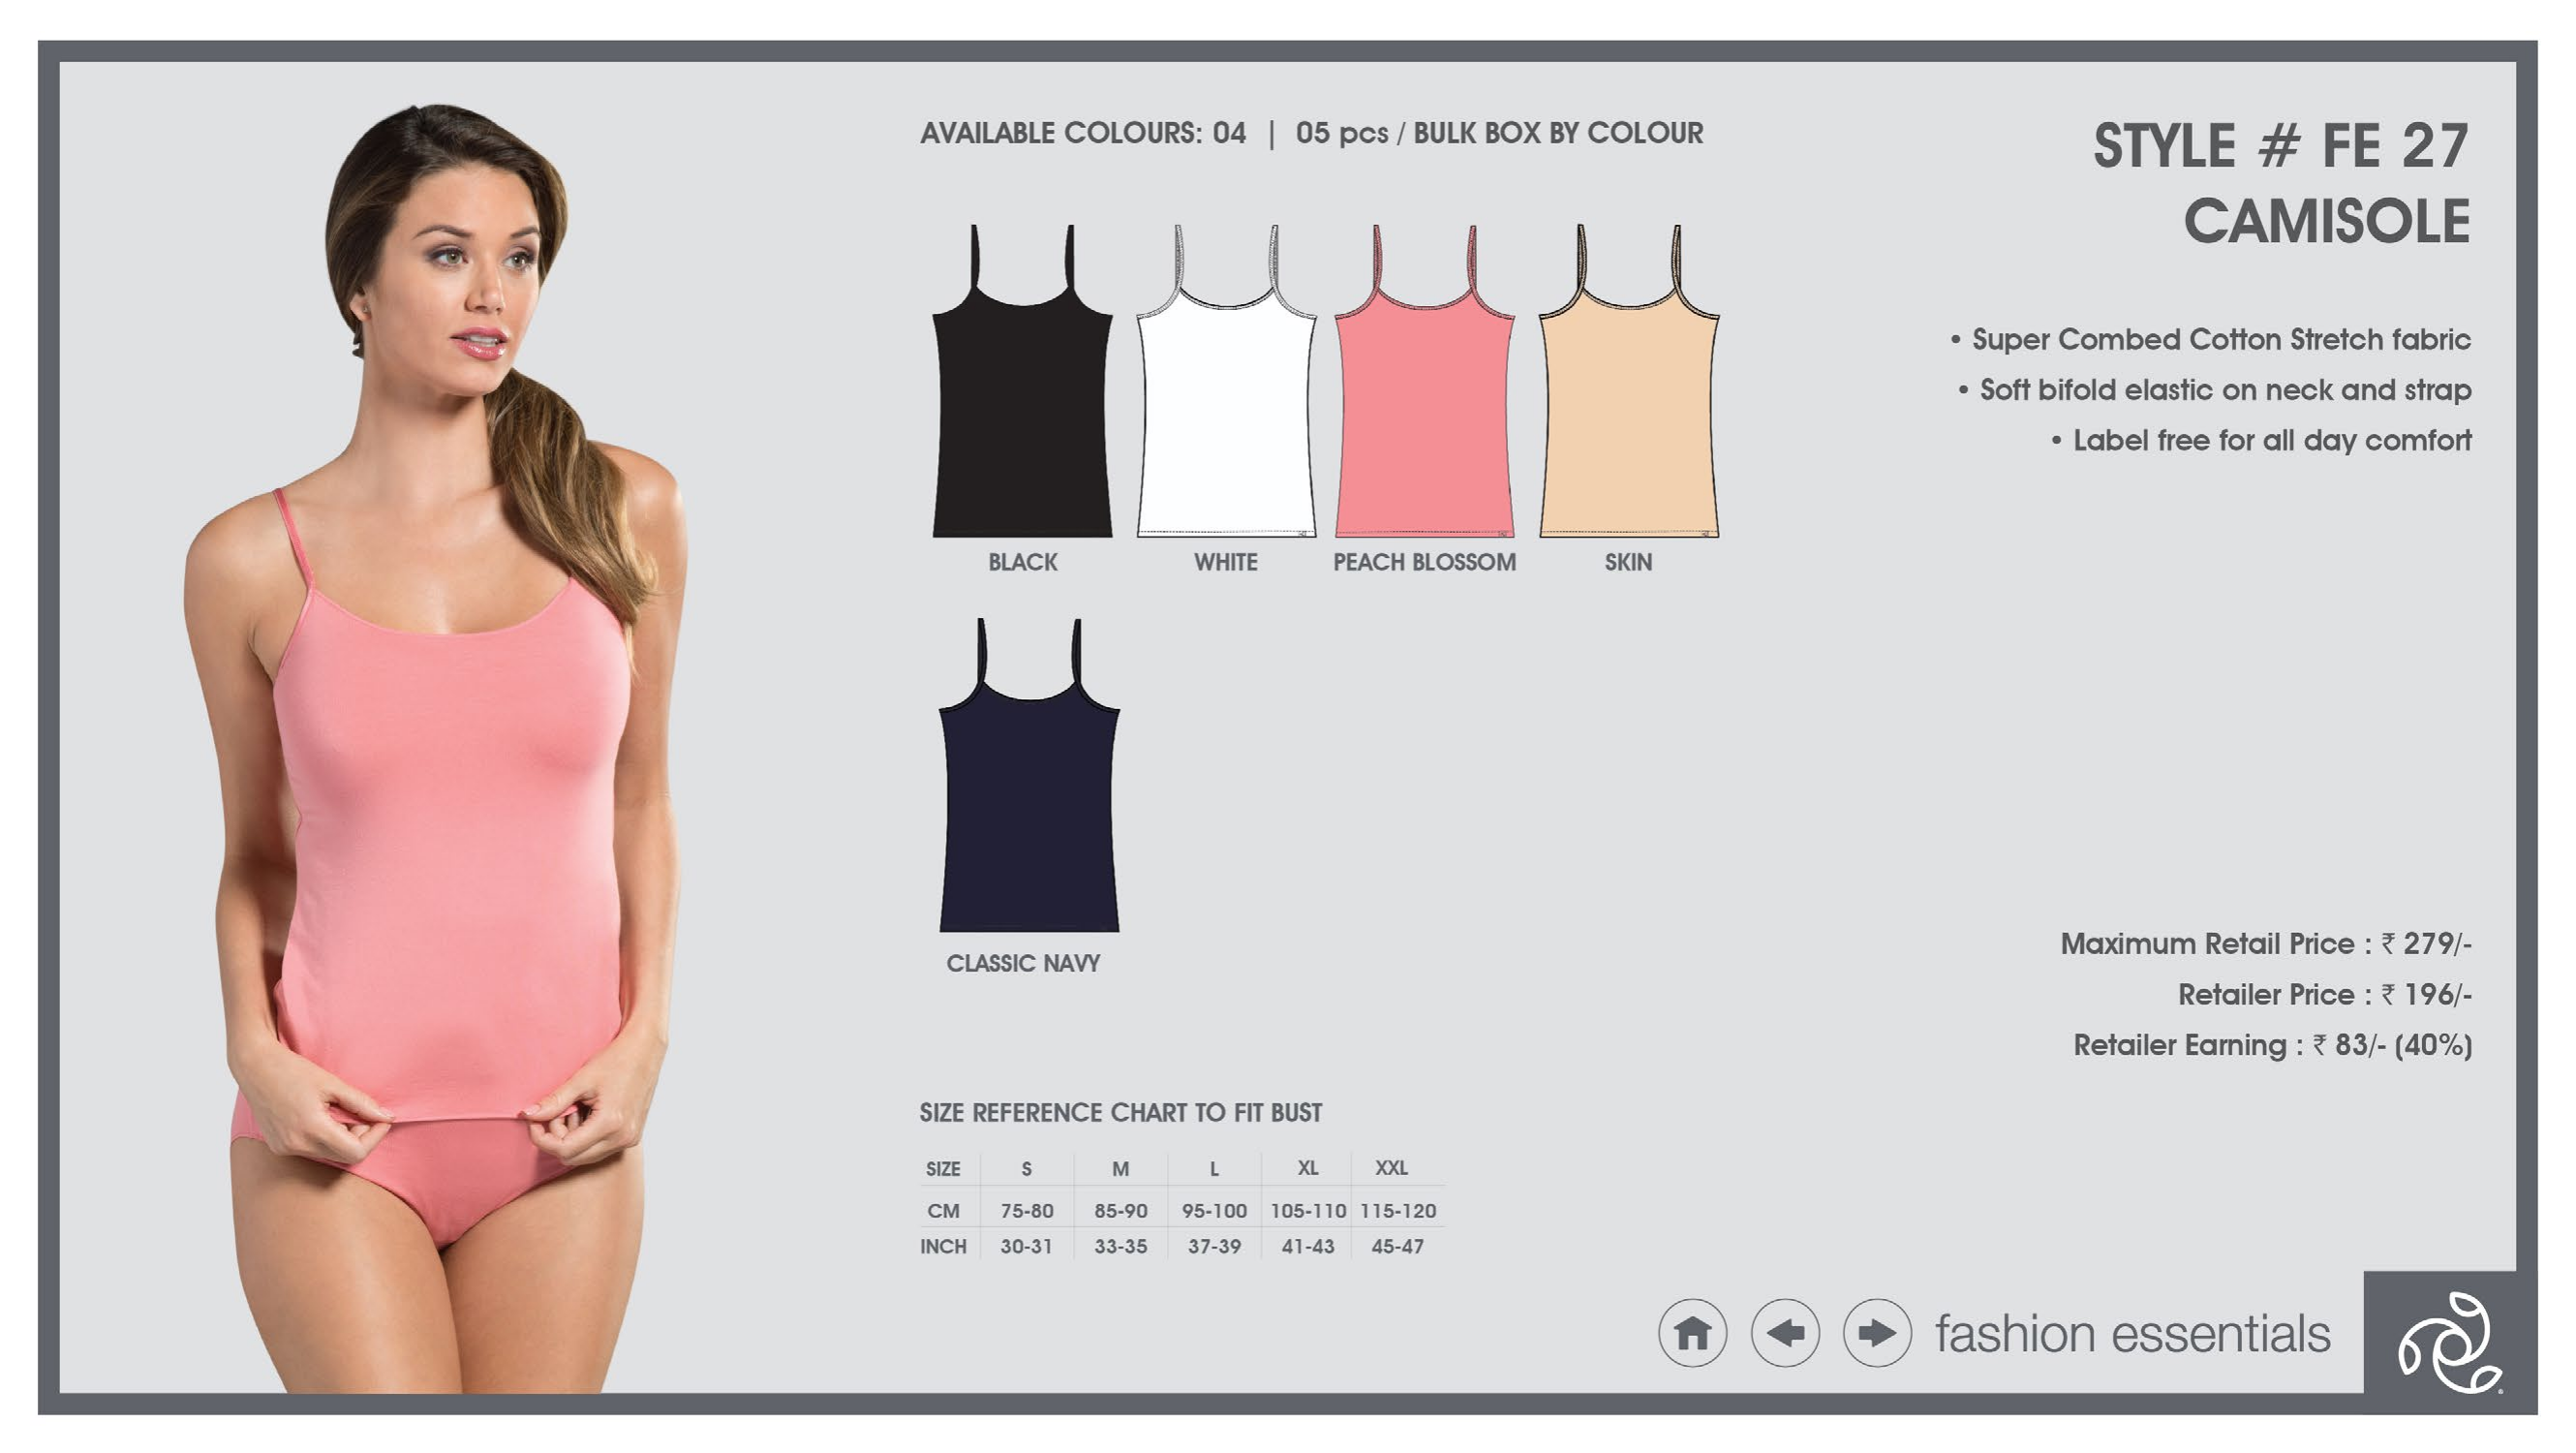 AVAILABLE COLOURS: 04 | 05 pcs / BULK BOX BY COLOUR
STYLE # FE 27
CAMISOLE
• Super Combed Cotton Stretch fabric
• Soft bifold elastic on neck and strap
• Label free for all day comfort
BLACK WHITE PEACH BLOSSOM SKIN
CLASSIC NAVY
Maximum Retail Price : ₹ 279/-
Retailer Price : ₹ 196/-
Retailer Earning : ₹ 83/- (40%)
SIZE REFERENCE CHART TO FIT BUST
SIZE S M L XL XXL
CM 75-80 85-90 95-100 105-110 115-120
INCH 30-31 33-35 37-39 41-43 45-47
fashion essentials